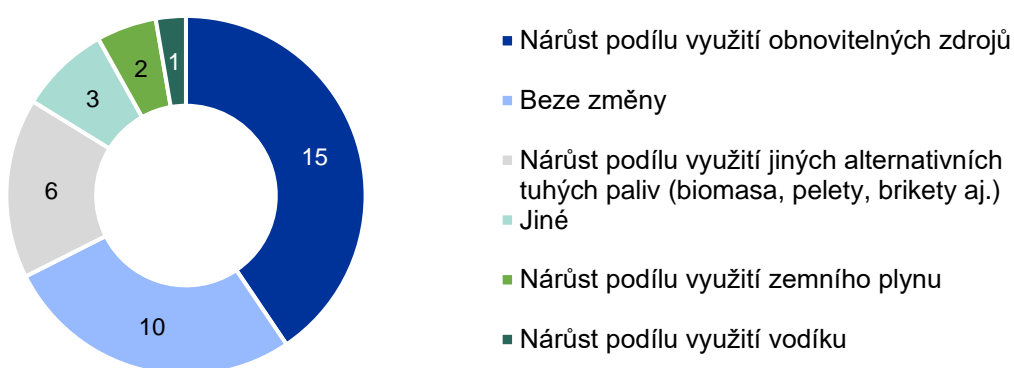 1
2
3
15
6
10
Nárůst podílu využití obnovitelných zdrojů
Beze změny
Nárůst podílu využití jiných alternativních
tuhých paliv (biomasa, pelety, brikety aj.)
Jiné
Nárůst podílu využití zemního plynu
Nárůst podílu využití vodíku